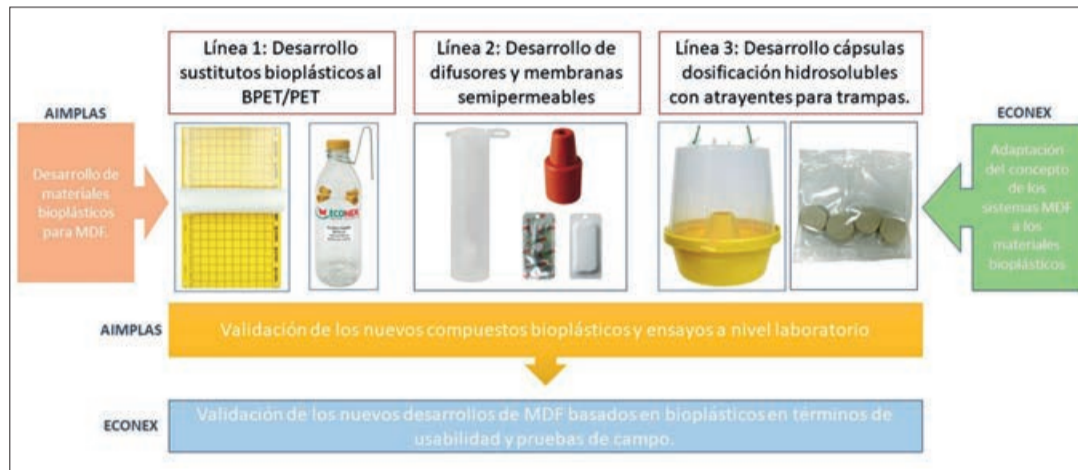 Línea 1: Desarrollo
sustitutos bioplásticos al
BPET/PET
Línea 2: Desarrollo de
difusores y membranas
semipermeables
Línea 3: Desarrollo cápsulas
dosificación hidrosolubles
con atrayentes para trampas.
AIMPLAS
Desarrollo de
materiales
bioplásticos
para MDF.
ECONEX
ECONEX
Adaptación
del concepto
de los
sistemas MDF
a los
materiales
bioplásticos
AIMPLAS
Validación de los nuevos compuestos bioplásticos y ensayos a nivel laboratorio
ECONEX
Validación de los nuevos desarrollos de MDF basados en bioplásticos en términos de
usabilidad y pruebas de campo.